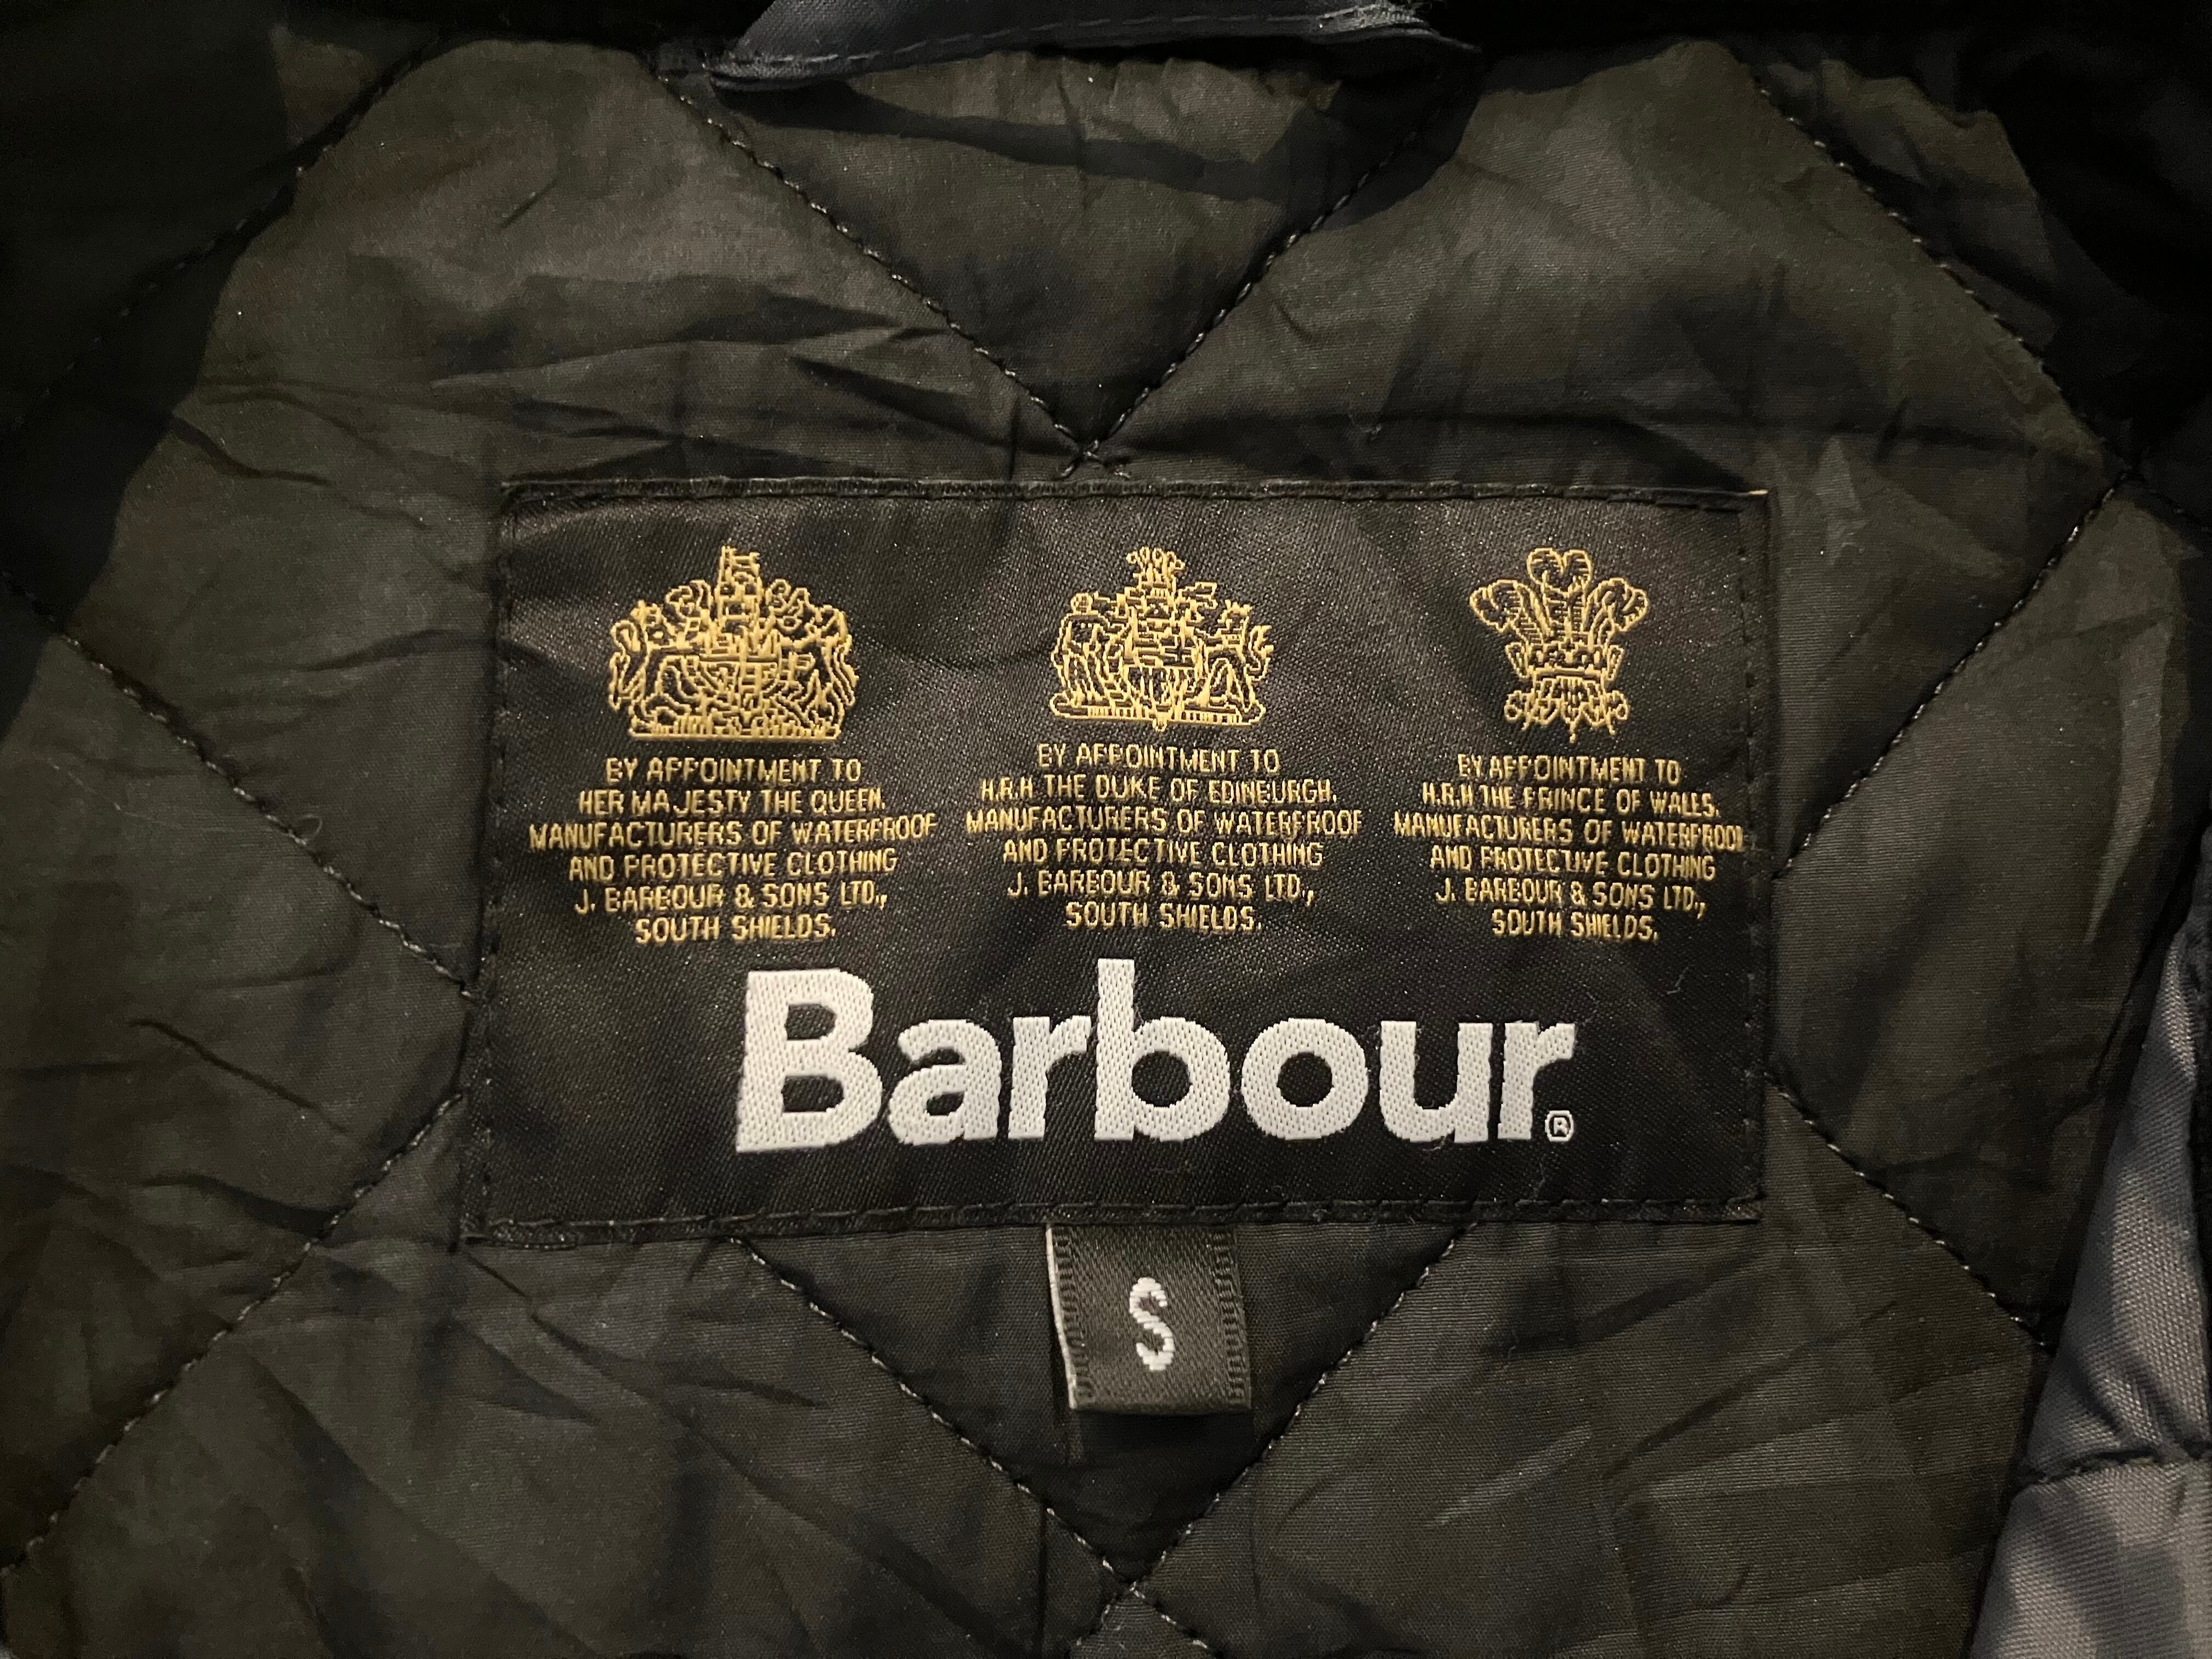 BY APPOINTMENT TO
HER MAJESTY THE QUEEN.
MANUFACTURERS OF WATERPROOF
AND PROTECTIVE CLOTHING
J. BARBOUR & SONS LTD.,
SOUTH SHIELDS.
BY APPOINTMENT TO
H.R.H THE DUKE OF EDINBURGH.
MANUFACTURERS OF WATERPROOF
AND PROTECTIVE CLOTHING
J. BARBOUR & SONS LTD.,
SOUTH SHIELDS.
BY APPOINTMENT TO
H.R.H THE PRINCE OF WALES.
MANUFACTURERS OF WATERPROOF
AND PROTECTIVE CLOTHING
J. BARBOUR & SONS LTD.,
SOUTH SHIELDS.
Barbour®
S